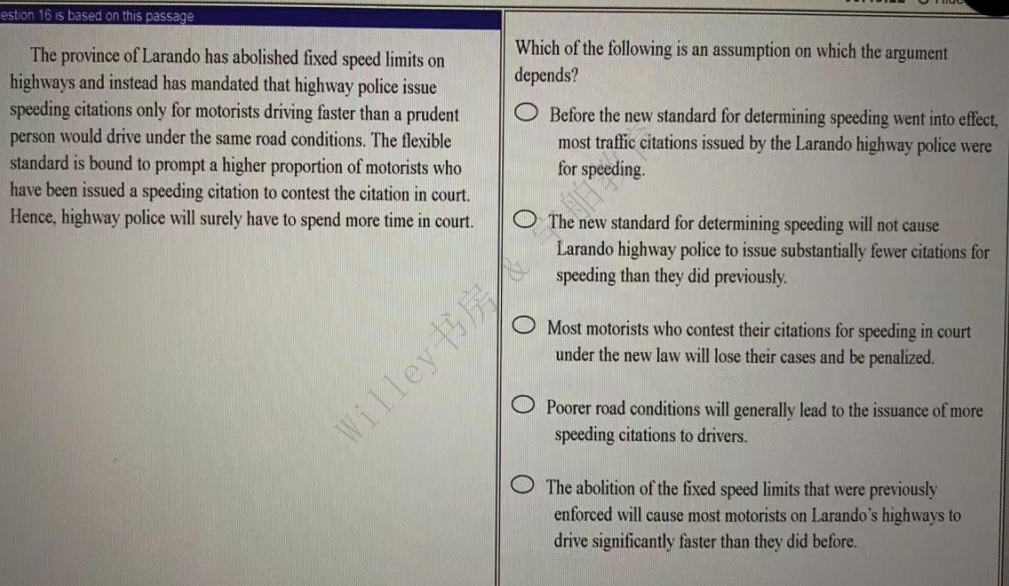 estion 16 is based on this passage
The province of Larando has abolished fixed speed limits on
highways and instead has mandated that highway police issue
speeding citations only for motorists driving faster than a prudent
person would drive under the same road conditions. The flexible
standard is bound to prompt a higher proportion of motorists who
have been issued a speeding citation to contest the citation in court.
Hence, highway police will surely have to spend more time in court.
Which of the following is an assumption on which the argument
depends?
Before the new standard for determining speeding went into effect,
most traffic citations issued by the Larando highway police were
for speeding.
The new standard for determining speeding will not cause
Larando highway police to issue substantially fewer citations for
speeding than they did previously.
Most motorists who contest their citations for speeding in court
under the new law will lose their cases and be penalized.
Poorer road conditions will generally lead to the issuance of more
speeding citations to drivers.
The abolition of the fixed speed limits that were previously
enforced will cause most motorists on Larando's highways to
drive significantly faster than they did before.
Willey书房 &